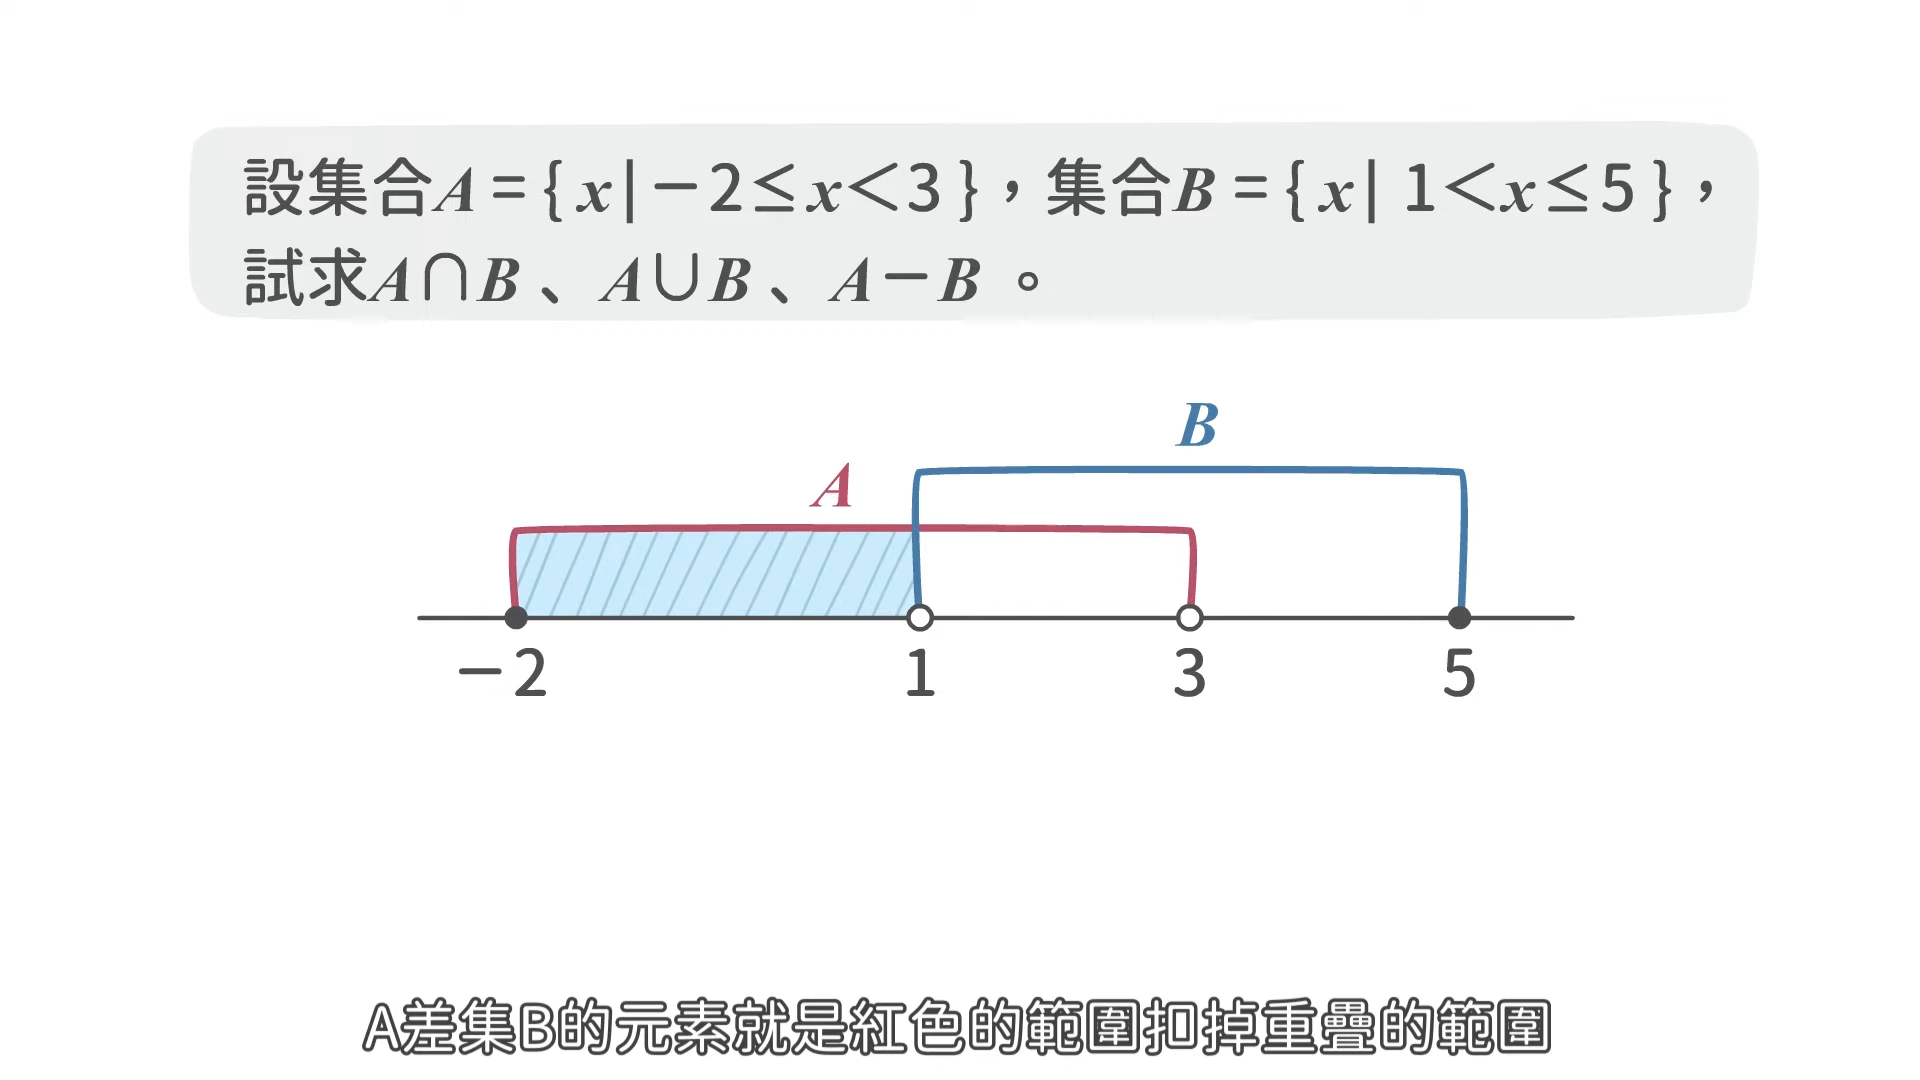 設集合A={x|−2≤x<3},集合B={x|1<x≤5},
試求A∩B、A∪B、A−B。
B
A
−2 1 3 5
A差集B的元素就是紅色的範圍扣掉重疊的範圍